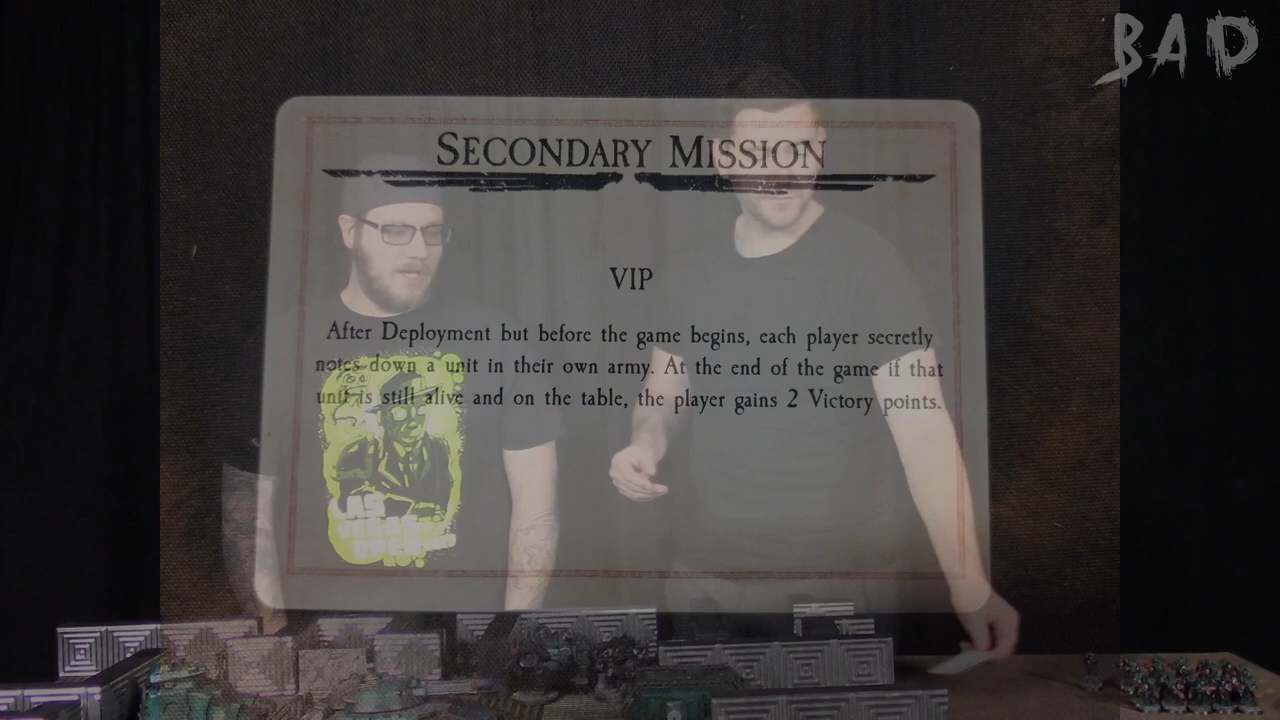 BAD
SECONDARY MISSION
VIP
After Deployment but before the game begins, each player secretly
notes down a unit in their own army. At the end of the game if that
unit is still alive and on the table, the player gains 2 Victory points.